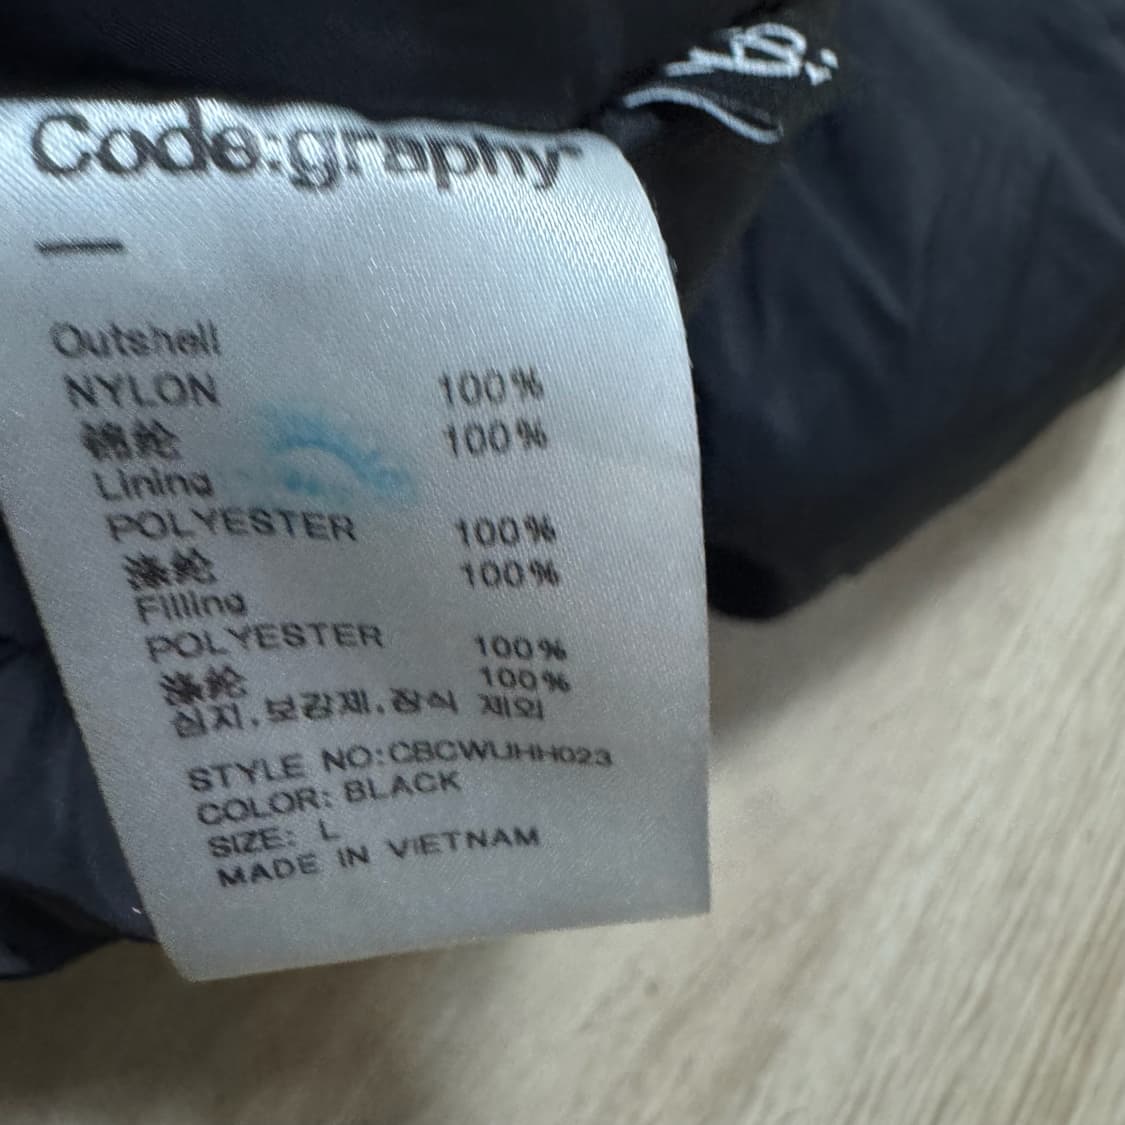 Code:graphy
Outshell
NYLON 100%
锦纶 100%
Lining
POLYESTER 100%
涤纶 100%
Filling
POLYESTER 100%
涤纶 100%
심지,보강제,장식 제외
STYLE NO:CBCWUHH023
COLOR: BLACK
SIZE: L
MADE IN VIETNAM